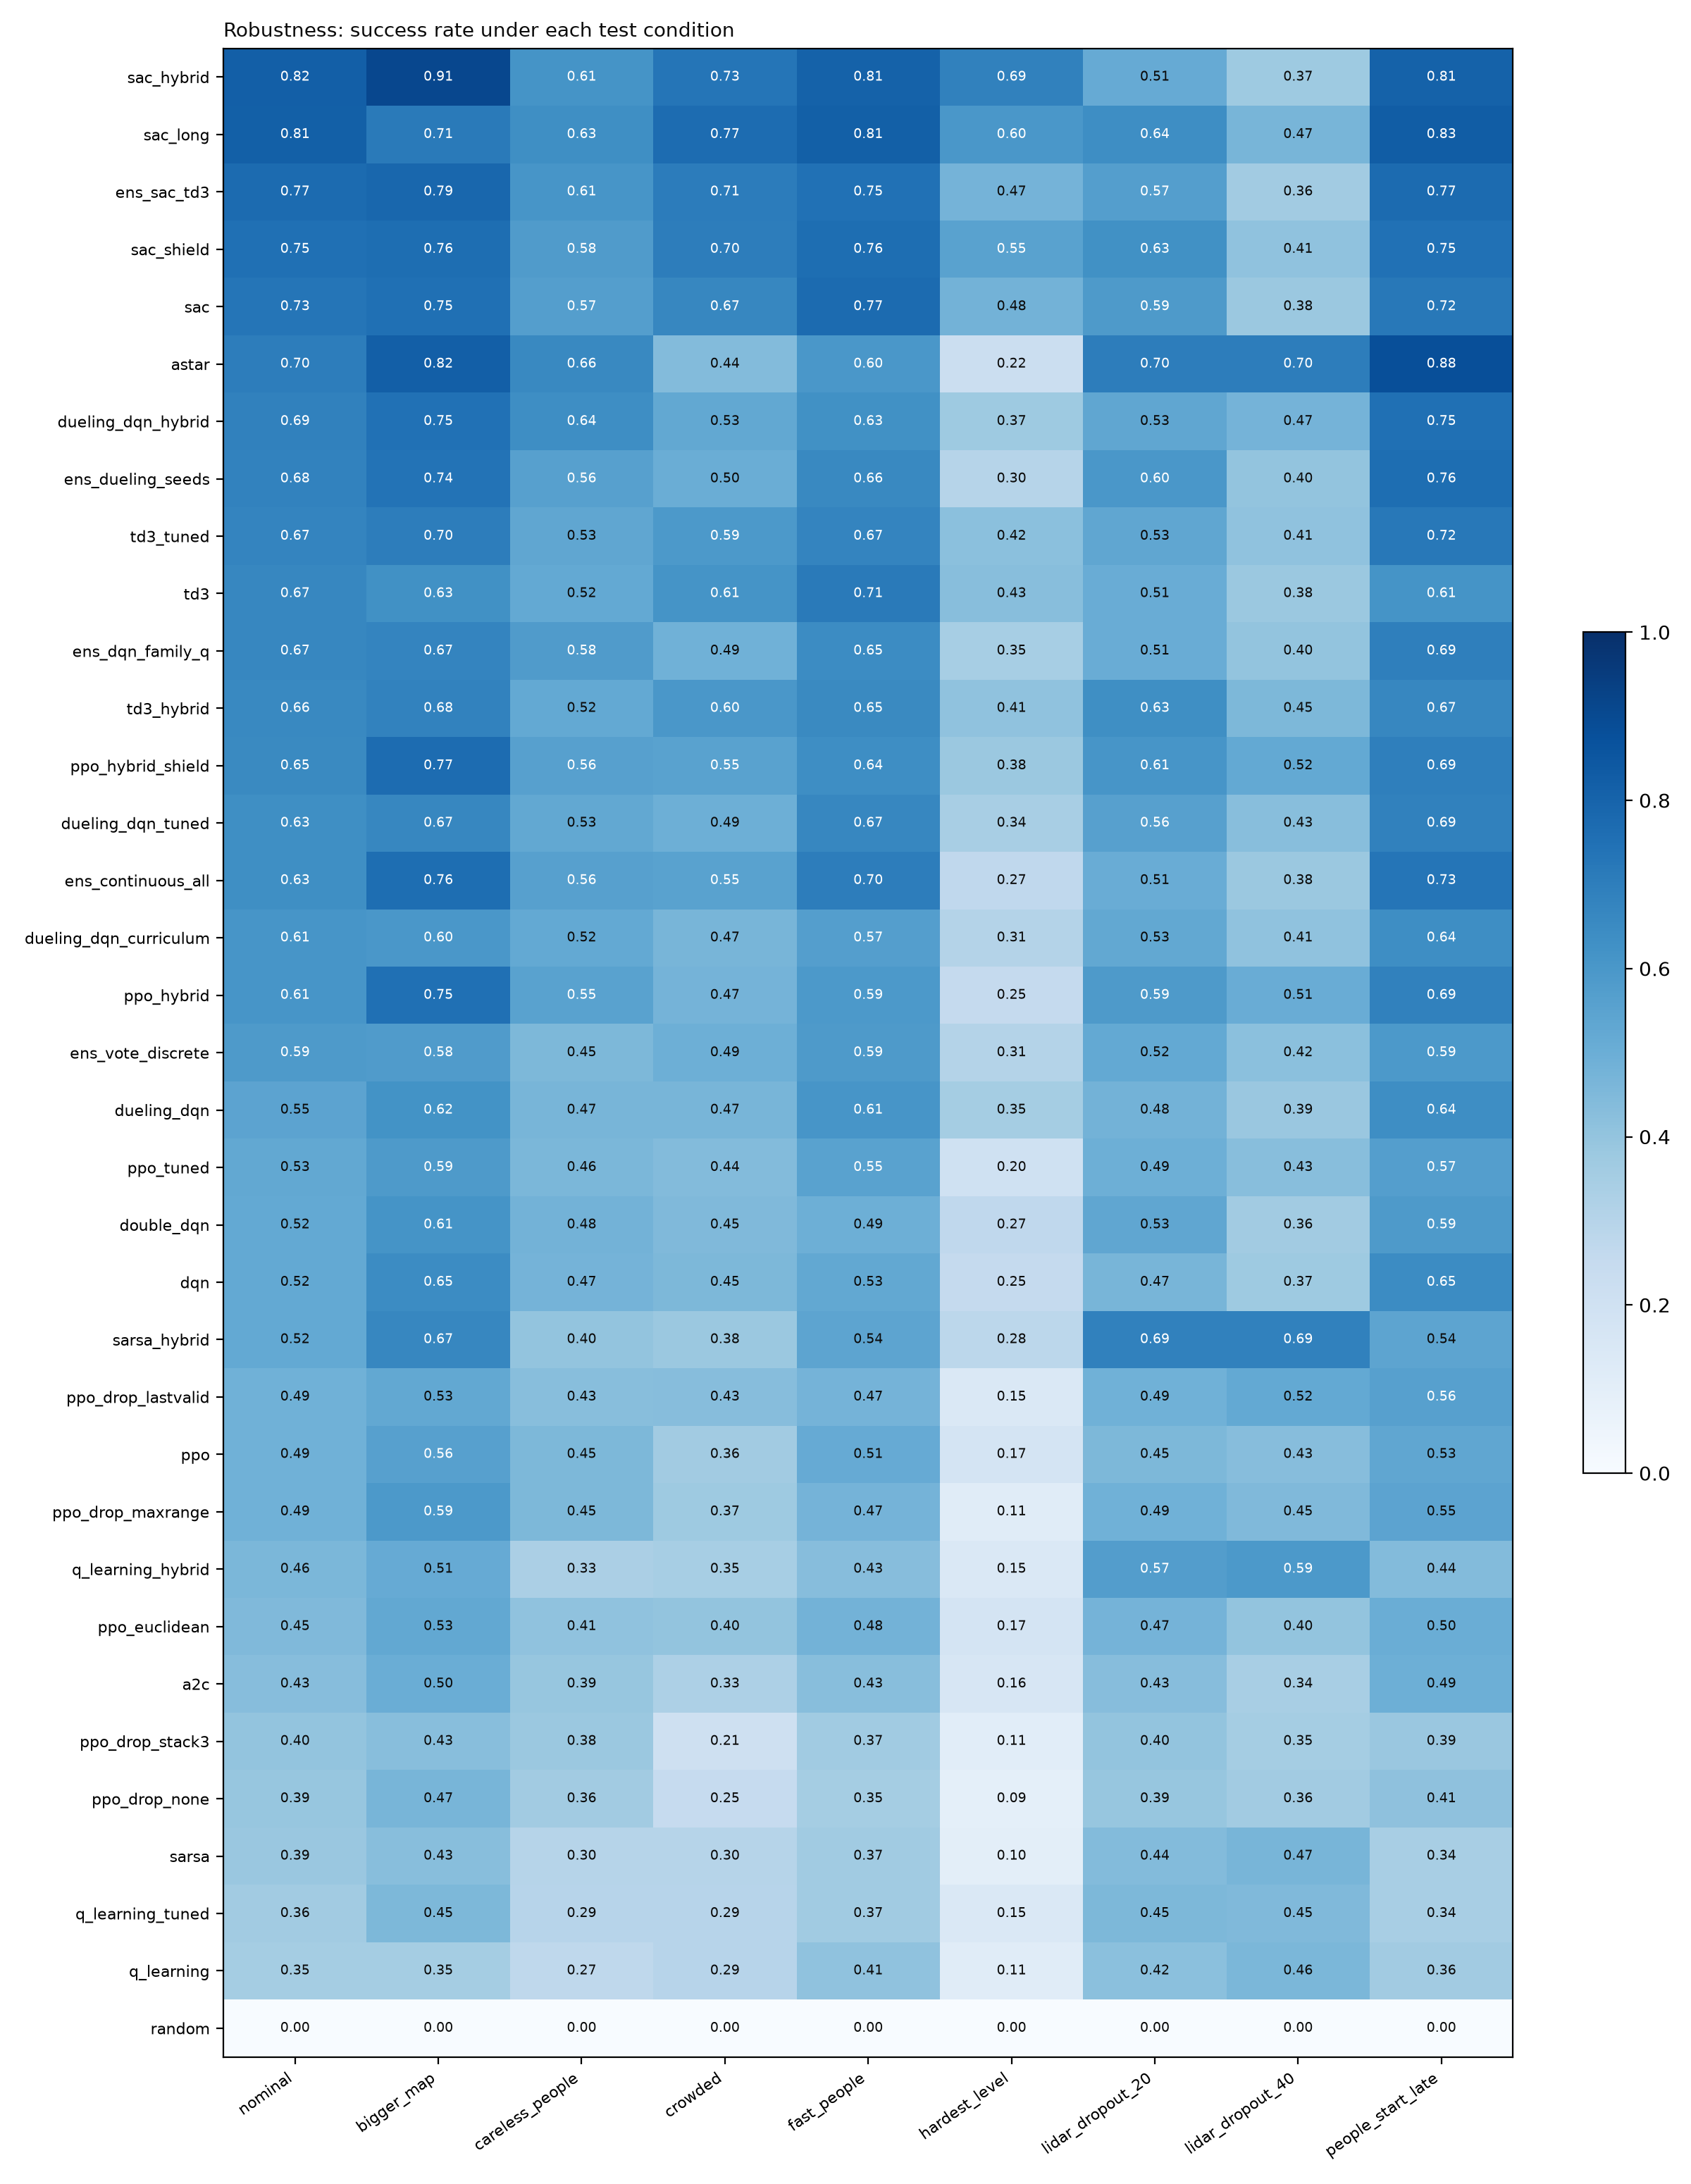 Robustness: success rate under each test condition
sac_hybrid 0.82 0.91 0.61 0.73 0.81 0.69 0.51 0.37 0.81
sac_long 0.81 0.71 0.63 0.77 0.81 0.60 0.64 0.47 0.83
ens_sac_td3 0.77 0.79 0.61 0.71 0.75 0.47 0.57 0.36 0.77
sac_shield 0.75 0.76 0.58 0.70 0.76 0.55 0.63 0.41 0.75
sac 0.73 0.75 0.57 0.67 0.77 0.48 0.59 0.38 0.72
astar 0.70 0.82 0.66 0.44 0.60 0.22 0.70 0.70 0.88
dueling_dqn_hybrid 0.69 0.75 0.64 0.53 0.63 0.37 0.53 0.47 0.75
ens_dueling_seeds 0.68 0.74 0.56 0.50 0.66 0.30 0.60 0.40 0.76
td3_tuned 0.67 0.70 0.53 0.59 0.67 0.42 0.53 0.41 0.72
td3 0.67 0.63 0.52 0.61 0.71 0.43 0.51 0.38 0.61
ens_dqn_family_q 0.67 0.67 0.58 0.49 0.65 0.35 0.51 0.40 0.69
td3_hybrid 0.66 0.68 0.52 0.60 0.65 0.41 0.63 0.45 0.67
ppo_hybrid_shield 0.65 0.77 0.56 0.55 0.64 0.38 0.61 0.52 0.69
dueling_dqn_tuned 0.63 0.67 0.53 0.49 0.67 0.34 0.56 0.43 0.69
ens_continuous_all 0.63 0.76 0.56 0.55 0.70 0.27 0.51 0.38 0.73
dueling_dqn_curriculum 0.61 0.60 0.52 0.47 0.57 0.31 0.53 0.41 0.64
ppo_hybrid 0.61 0.75 0.55 0.47 0.59 0.25 0.59 0.51 0.69
ens_vote_discrete 0.59 0.58 0.45 0.49 0.59 0.31 0.52 0.42 0.59
dueling_dqn 0.55 0.62 0.47 0.47 0.61 0.35 0.48 0.39 0.64
ppo_tuned 0.53 0.59 0.46 0.44 0.55 0.20 0.49 0.43 0.57
double_dqn 0.52 0.61 0.48 0.45 0.49 0.27 0.53 0.36 0.59
dqn 0.52 0.65 0.47 0.45 0.53 0.25 0.47 0.37 0.65
sarsa_hybrid 0.52 0.67 0.40 0.38 0.54 0.28 0.69 0.69 0.54
ppo_drop_lastvalid 0.49 0.53 0.43 0.43 0.47 0.15 0.49 0.52 0.56
ppo 0.49 0.56 0.45 0.36 0.51 0.17 0.45 0.43 0.53
ppo_drop_maxrange 0.49 0.59 0.45 0.37 0.47 0.11 0.49 0.45 0.55
q_learning_hybrid 0.46 0.51 0.33 0.35 0.43 0.15 0.57 0.59 0.44
ppo_euclidean 0.45 0.53 0.41 0.40 0.48 0.17 0.47 0.40 0.50
a2c 0.43 0.50 0.39 0.33 0.43 0.16 0.43 0.34 0.49
ppo_drop_stack3 0.40 0.43 0.38 0.21 0.37 0.11 0.40 0.35 0.39
ppo_drop_none 0.39 0.47 0.36 0.25 0.35 0.09 0.39 0.36 0.41
sarsa 0.39 0.43 0.30 0.30 0.37 0.10 0.44 0.47 0.34
q_learning_tuned 0.36 0.45 0.29 0.29 0.37 0.15 0.45 0.45 0.34
q_learning 0.35 0.35 0.27 0.29 0.41 0.11 0.42 0.46 0.36
random 0.00 0.00 0.00 0.00 0.00 0.00 0.00 0.00 0.00
nominal bigger_map careless_people crowded fast_people hardest_level lidar_dropout_20 lidar_dropout_40 people_start_late
1.0
0.8
0.6
0.4
0.2
0.0